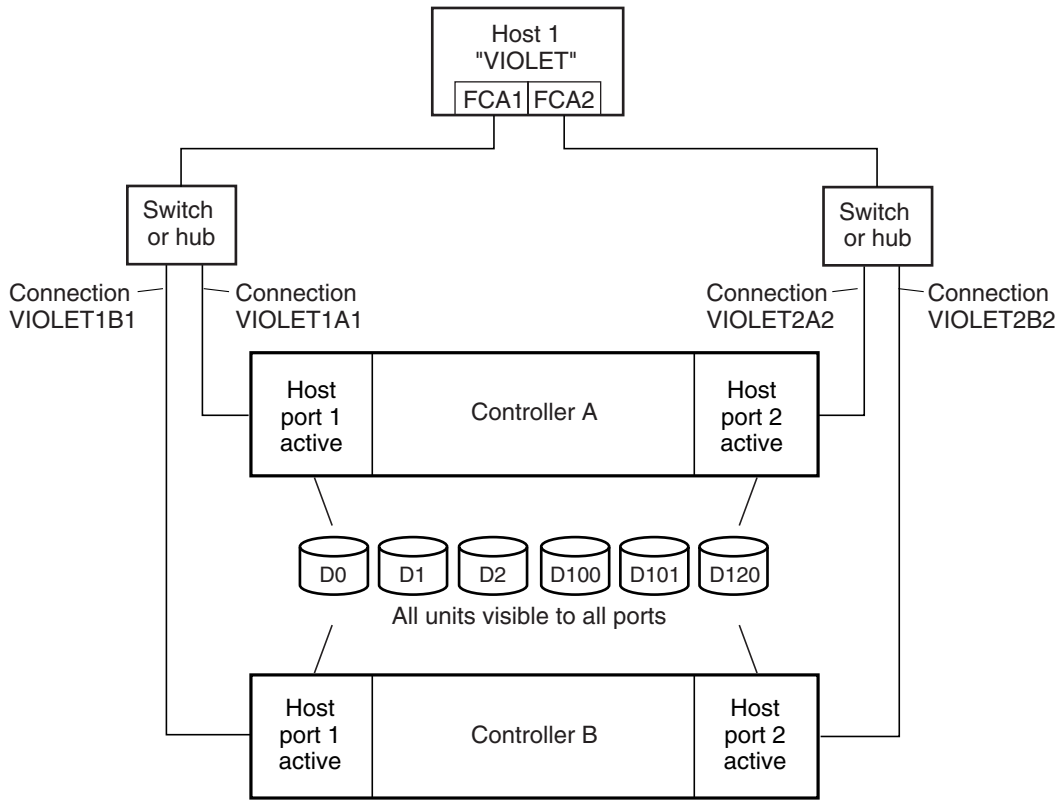 Host 1
"VIOLET"
FCA1 FCA2
Switch
or hub
Switch
or hub
Connection
VIOLET1B1
Connection
VIOLET1A1
Connection
VIOLET2A2
Connection
VIOLET2B2
Host
port 1
active
Controller A
Host
port 2
active
D0 D1 D2 D100 D101 D120
All units visible to all ports
Host
port 1
active
Controller B
Host
port 2
active